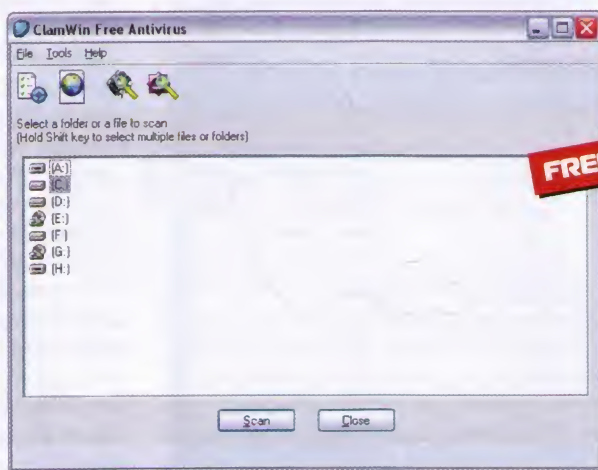 ClamWin Free Antivirus
File Tools Help
Select a folder or a file to scan
(Hold Shift key to select multiple files or folders)
(A:)
(C:)
(D:)
(E:)
(F:)
(G:)
(H:)
FREE
Scan Close